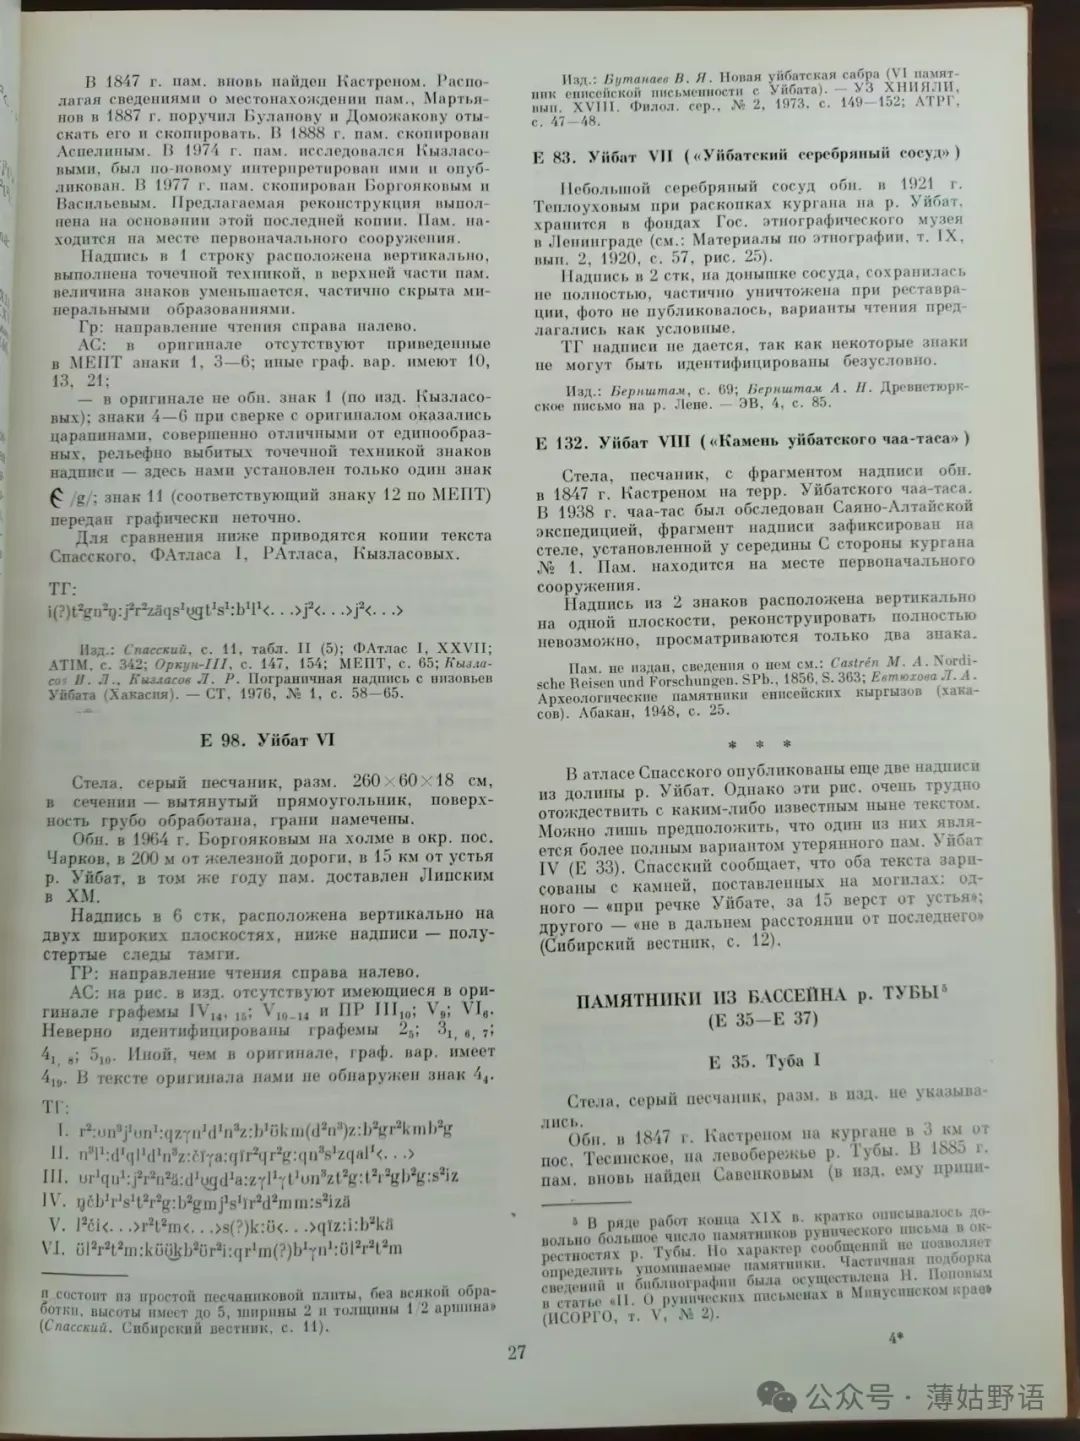 В 1847 г. пам. вновь найден Кастреном. Распо-
лагая сведениями о местонахождении пам., Мартья-
нов в 1887 г. поручил Буланову и Доможакову оты-
скать его и скопировать. В 1888 г. пам. скопирован
Аспелиным. В 1974 г. пам. исследовался Кызласо-
выми, был по-новому интерпретирован ими и опуб-
ликован. В 1977 г. пам. скопирован Боргояковым и
Васильевым. Предлагаемая реконструкция выпол-
нена на основании этой последней копии. Пам. на-
ходится на месте первоначального сооружения.
Надпись в 1 строку расположена вертикально,
выполнена точечной техникой, в верхней части пам.
величина знаков уменьшается, частично скрыта ми-
неральными образованиями.
Гр: направление чтения справа налево.
АС: в оригинале отсутствуют приведенные
в МЕПТ знаки 1, 3—6; иные граф. вар. имеют 10,
13, 21;
— в оригинале не обн. знак 1 (по изд. Кызласо-
вых); знаки 4—6 при сверке с оригиналом оказались
царапинами, совершенно отличными от единообраз-
ных, рельефно выбитых точечной техникой знаков
надписи — здесь нами установлен только один знак
/g/; знак 11 (соответствующий знаку 12 по МЕПТ)
передан графически неточно.
Для сравнения ниже приводятся копии текста
Спасского, ФАтласа I, РАтласа, Кызласовых.
ТГ:
Изд.: Спасский, с. 11, табл. II (5); ФАтлас I, XXVII;
ATIM, с. 342; Оркун-III, с. 147, 154; МЕПТ, с. 65; Кызла-
сов И. Л., Кызласов Л. Р. Пограничная надпись с низовьев
Уйбата (Хакасия). — СТ, 1976, № 1, с. 58—65.
Е 98. Уйбат VI
Стела, серый песчаник, разм. 260×60×18 см,
в сечении — вытянутый прямоугольник, поверх-
ность грубо обработана, грани намечены.
Обн. в 1964 г. Боргояковым на холме в окр. пос.
Чарков, в 200 м от железной дороги, в 15 км от устья
р. Уйбат, в том же году пам. доставлен Липским
в ХМ.
Надпись в 6 стк, расположена вертикально на
двух широких плоскостях, ниже надписи — полу-
стертые следы тамги.
ГР: направление чтения справа налево.
АС: на рис. в изд. отсутствуют имеющиеся в ори-
гинале графемы IV14, 15; V10—14 и ПР III10; V9; VI6.
Неверно идентифицированы графемы 25; 31, 6, 7;
41, 8; 510. Иной, чем в оригинале, граф. вар. имеет
419. В тексте оригинала нами не обнаружен знак 44.
ТГ:
I.
II.
III.
IV.
V.
VI.
и состоит из простой песчаниковой плиты, без всякой обра-
ботки, высоты имеет до 5, ширины 2 и толщины 1/2 аршина»
(Спасский. Сибирский вестник, с. 11).
Изд.: Бутанаев В. Я. Новая уйбатская сабра (VI памят-
ник енисейской письменности с Уйбата). — УЗ ХНИЯЛИ,
вып. XVIII. Филол. сер., № 2, 1973, с. 149—152; АТРГ,
с. 47—48.
Е 83. Уйбат VII («Уйбатский серебряный сосуд»)
Небольшой серебряный сосуд обн. в 1921 г.
Теплоуховым при раскопках кургана на р. Уйбат,
хранится в фондах Гос. этнографического музея
в Ленинграде (см.: Материалы по этнографии, т. IX,
вып. 2, 1920, с. 57, рис. 25).
Надпись в 2 стк, на донышке сосуда, сохранилась
не полностью, частично уничтожена при реставра-
ции, фото не публиковалось, варианты чтения пред-
лагались как условные.
ТГ надписи не дается, так как некоторые знаки
не могут быть идентифицированы безусловно.
Изд.: Бернштам, с. 69; Бернштам А. Н. Древнетюрк-
ское письмо на р. Лене. — ЭВ, 4, с. 85.
Е 132. Уйбат VIII («Камень уйбатского чаа-таса»)
Стела, песчаник, с фрагментом надписи обн.
в 1847 г. Кастреном на терр. Уйбатского чаа-таса.
В 1938 г. чаа-тас был обследован Саяно-Алтайской
экспедицией, фрагмент надписи зафиксирован на
стеле, установленной у середины С стороны кургана
№ 1. Пам. находится на месте первоначального
сооружения.
Надпись из 2 знаков расположена вертикально
на одной плоскости, реконструировать полностью
невозможно, просматриваются только два знака.
Пам. не издан, сведения о нем см.: Castrén M. A. Nordi-
sche Reisen und Forschungen. SPb., 1856, S. 363; Евтюхова Л. А.
Археологические памятники енисейских кыргызов (хака-
сов). Абакан, 1948, с. 25.
* * *
В атласе Спасского опубликованы еще две надписи
из долины р. Уйбат. Однако эти рис. очень трудно
отождествить с каким-либо известным ныне текстом.
Можно лишь предположить, что один из них явля-
ется более полным вариантом утерянного пам. Уйбат
IV (Е 33). Спасский сообщает, что оба текста зари-
сованы с камней, поставленных на могилах: од-
ного — «при речке Уйбате, за 15 верст от устья»;
другого — «не в дальнем расстоянии от последнего»
(Сибирский вестник, с. 12).
ПАМЯТНИКИ ИЗ БАССЕЙНА р. ТУБЫ5
(Е 35—Е 37)
Е 35. Туба I
Стела, серый песчаник, разм. в изд. не указыва-
лись.
Обн. в 1847 г. Кастреном на кургане в 3 км от
пос. Тесинское, на левобережье р. Тубы. В 1885 г.
пам. вновь найден Савенковым (в изд. ему припи-
5 В ряде работ конца XIX в. кратко описывалось до-
вольно большое число памятников рунического письма в ок-
рестностях р. Тубы. Но характер сообщений не позволяет
определить упоминаемые памятники. Частичная подборка
сведений и библиографии была осуществлена Н. Поповым
в статье «II. О рунических письменах в Минусинском крае»
(ИСОРГО, т. V, № 2).
27
4*
公众号 · 薄姑野语